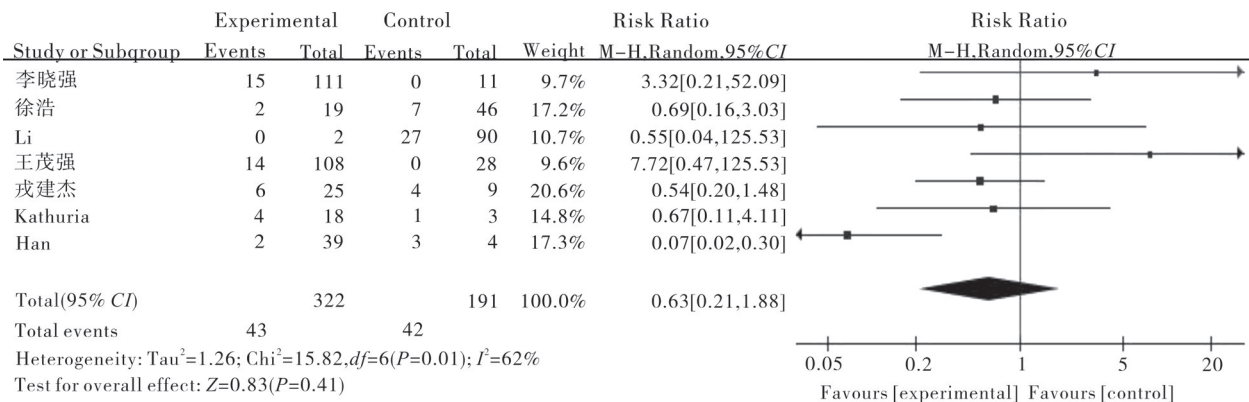 Experimental Control Risk Ratio Risk Ratio
Study or Subgroup Events Total Events Total Weight M-H,Random,95%CI M-H,Random,95%CI
李晓强 15 111 0 11 9.7% 3.32[0.21,52.09]
徐浩 2 19 7 46 17.2% 0.69[0.16,3.03]
Li 0 2 27 90 10.7% 0.55[0.04,125.53]
王茂强 14 108 0 28 9.6% 7.72[0.47,125.53]
戎建杰 6 25 4 9 20.6% 0.54[0.20,1.48]
Kathuria 4 18 1 3 14.8% 0.67[0.11,4.11]
Han 2 39 3 4 17.3% 0.07[0.02,0.30]
Total(95% CI) 322 191 100.0% 0.63[0.21,1.88]
Total events 43 42
Heterogeneity: Tau²=1.26; Chi²=15.82,df=6(P=0.01); I²=62%
Test for overall effect: Z=0.83(P=0.41)
0.05 0.2 1 5 20
Favours [experimental] Favours [control]